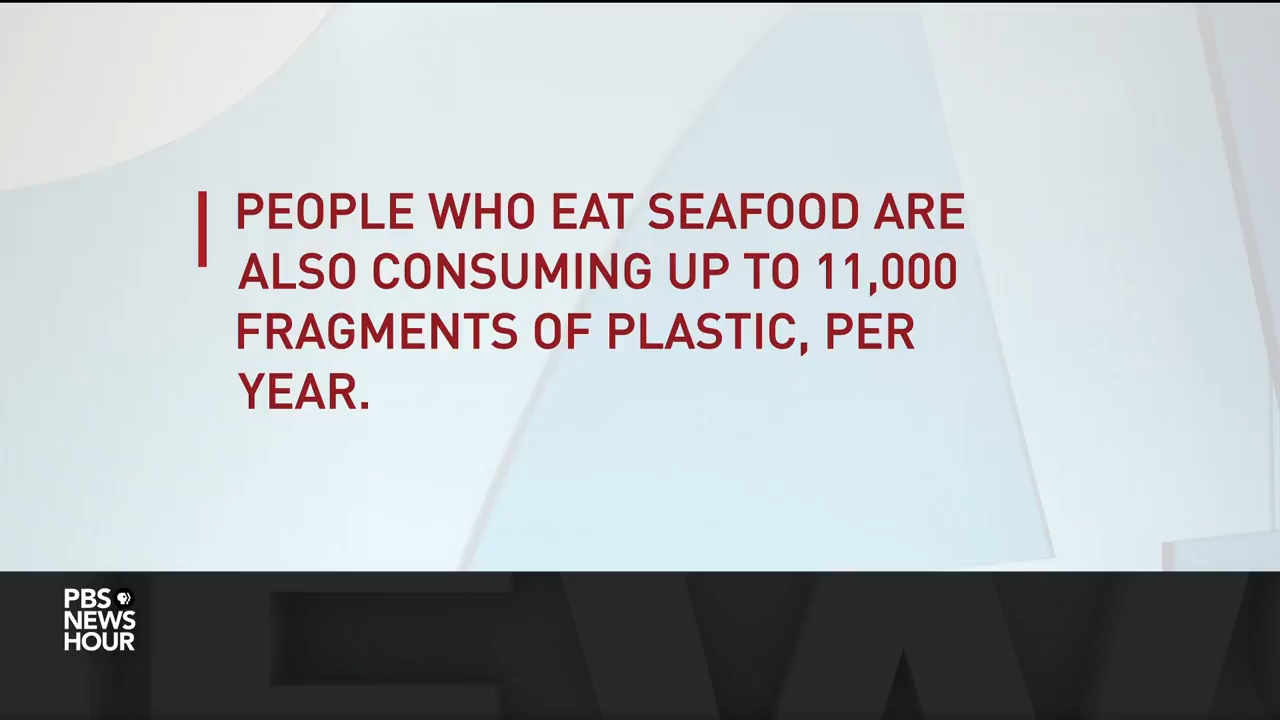 PEOPLE WHO EAT SEAFOOD ARE
ALSO CONSUMING UP TO 11,000
FRAGMENTS OF PLASTIC, PER
YEAR.
PBS
NEWS
HOUR